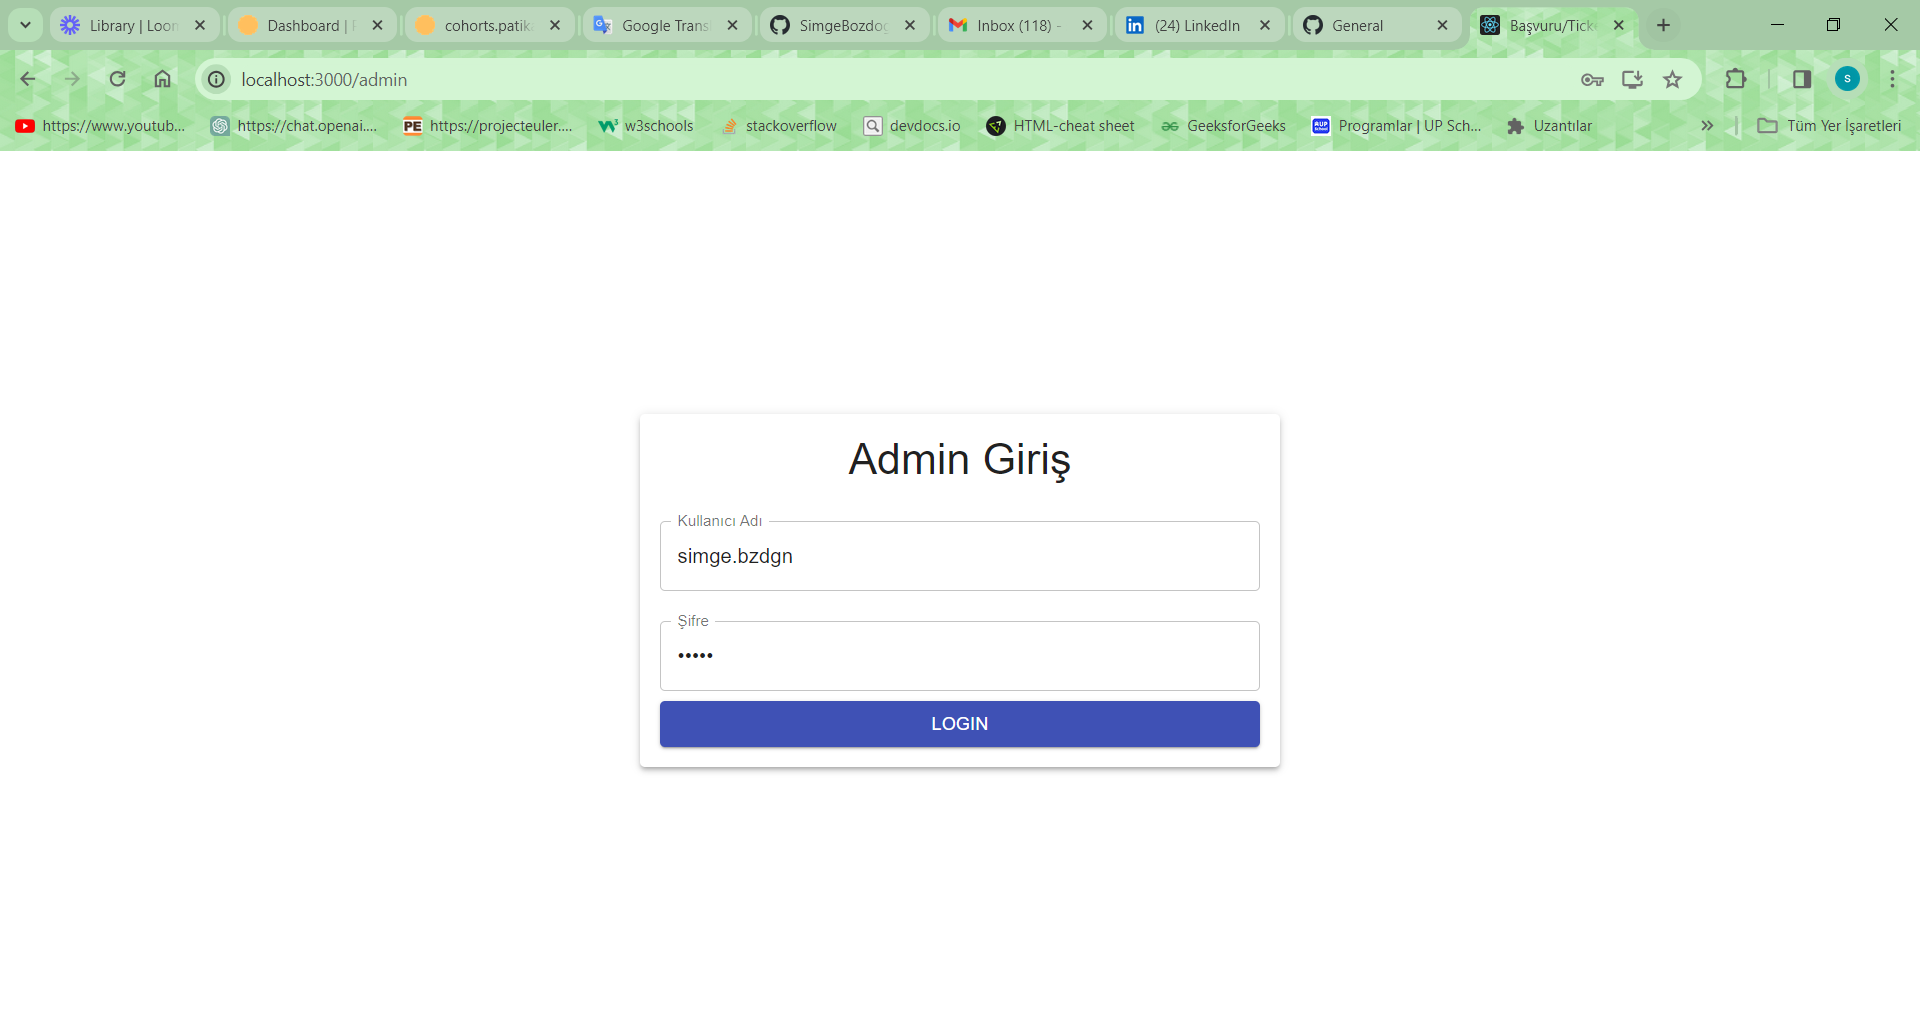 Library | Loom
Dashboard |
cohorts.patik
Google Trans
SimgeBozdog
Inbox (118) -
(24) LinkedIn
General
Başvuru/Ticke
localhost:3000/admin
S
https://www.youtub...
https://chat.openai....
PE
https://projecteuler....
w3schools
stackoverflow
devdocs.io
HTML-cheat sheet
GeeksforGeeks
Programlar | UP Sch...
Uzantılar
Tüm Yer İşaretleri
Admin Giriş
Kullanıcı Adı
simge.bzdgn
Şifre
•••••
LOGIN